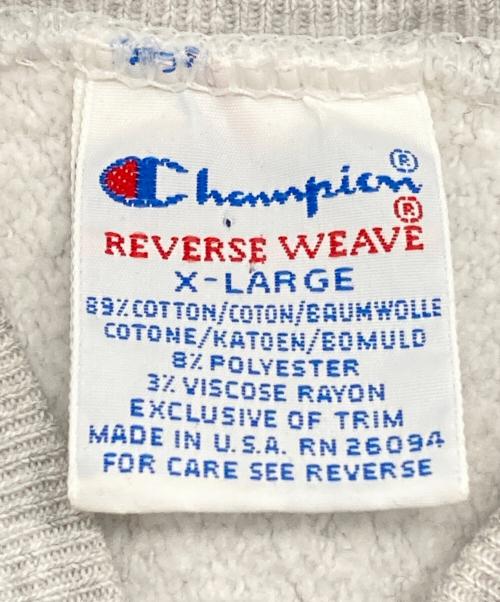 Champion ®
®
REVERSE WEAVE
X-LARGE
89% COTTON/COTON/BAUMWOLLE
COTONE/KATOEN/BOMULD
8% POLYESTER
3% VISCOSE RAYON
EXCLUSIVE OF TRIM
MADE IN U.S.A. RN 26094
FOR CARE SEE REVERSE